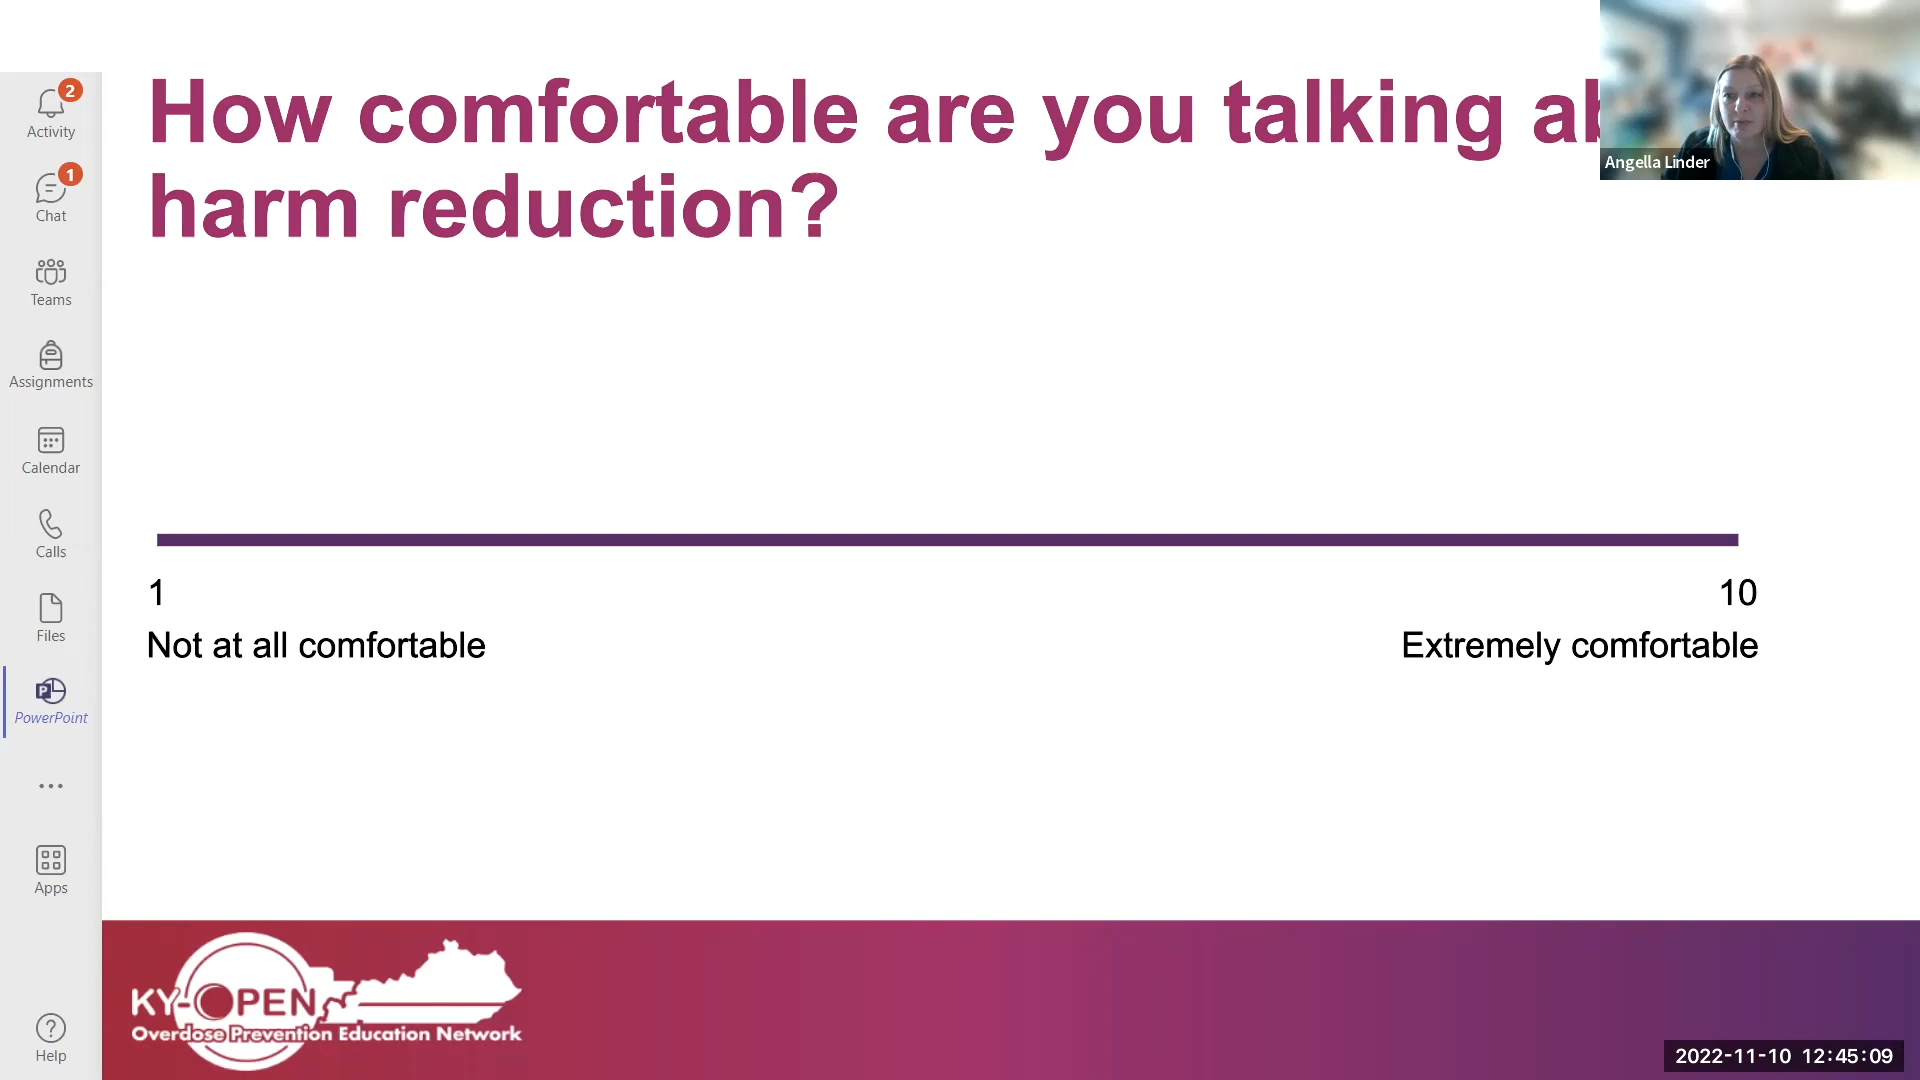 How comfortable are you talking ab
harm reduction?
Angella Linder
2
Activity
1
Chat
Teams
Assignments
Calendar
Calls
Files
P
PowerPoint
Apps
Help
1
10
Not at all comfortable
Extremely comfortable
KY-OPEN
Overdose Prevention Education Network
2022-11-10 12:45:09